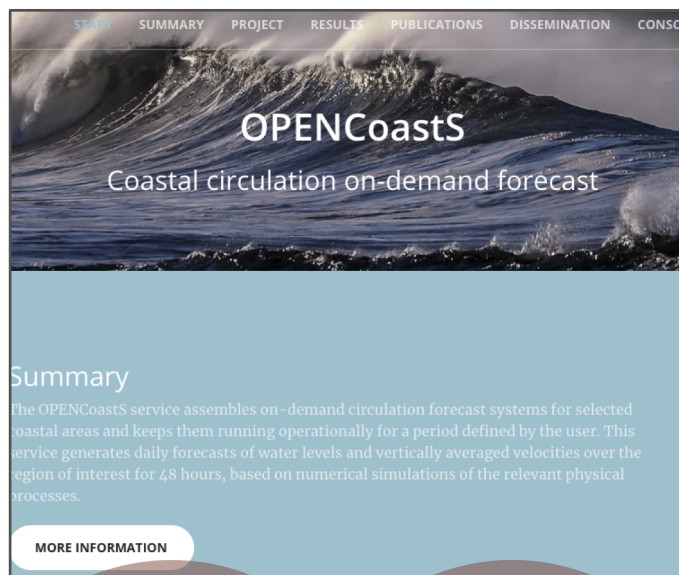 START SUMMARY PROJECT RESULTS PUBLICATIONS DISSEMINATION
OPENCoastS
Coastal circulation on-demand forecast
Summary
The OPENCoastS service assembles on-demand circulation forecast systems for selected
coastal areas and keeps them running operationally for a period defined by the user. This
service generates daily forecasts of water levels and vertically averaged velocities over the
region of interest for 48 hours, based on numerical simulations of the relevant physical
processes.
MORE INFORMATION